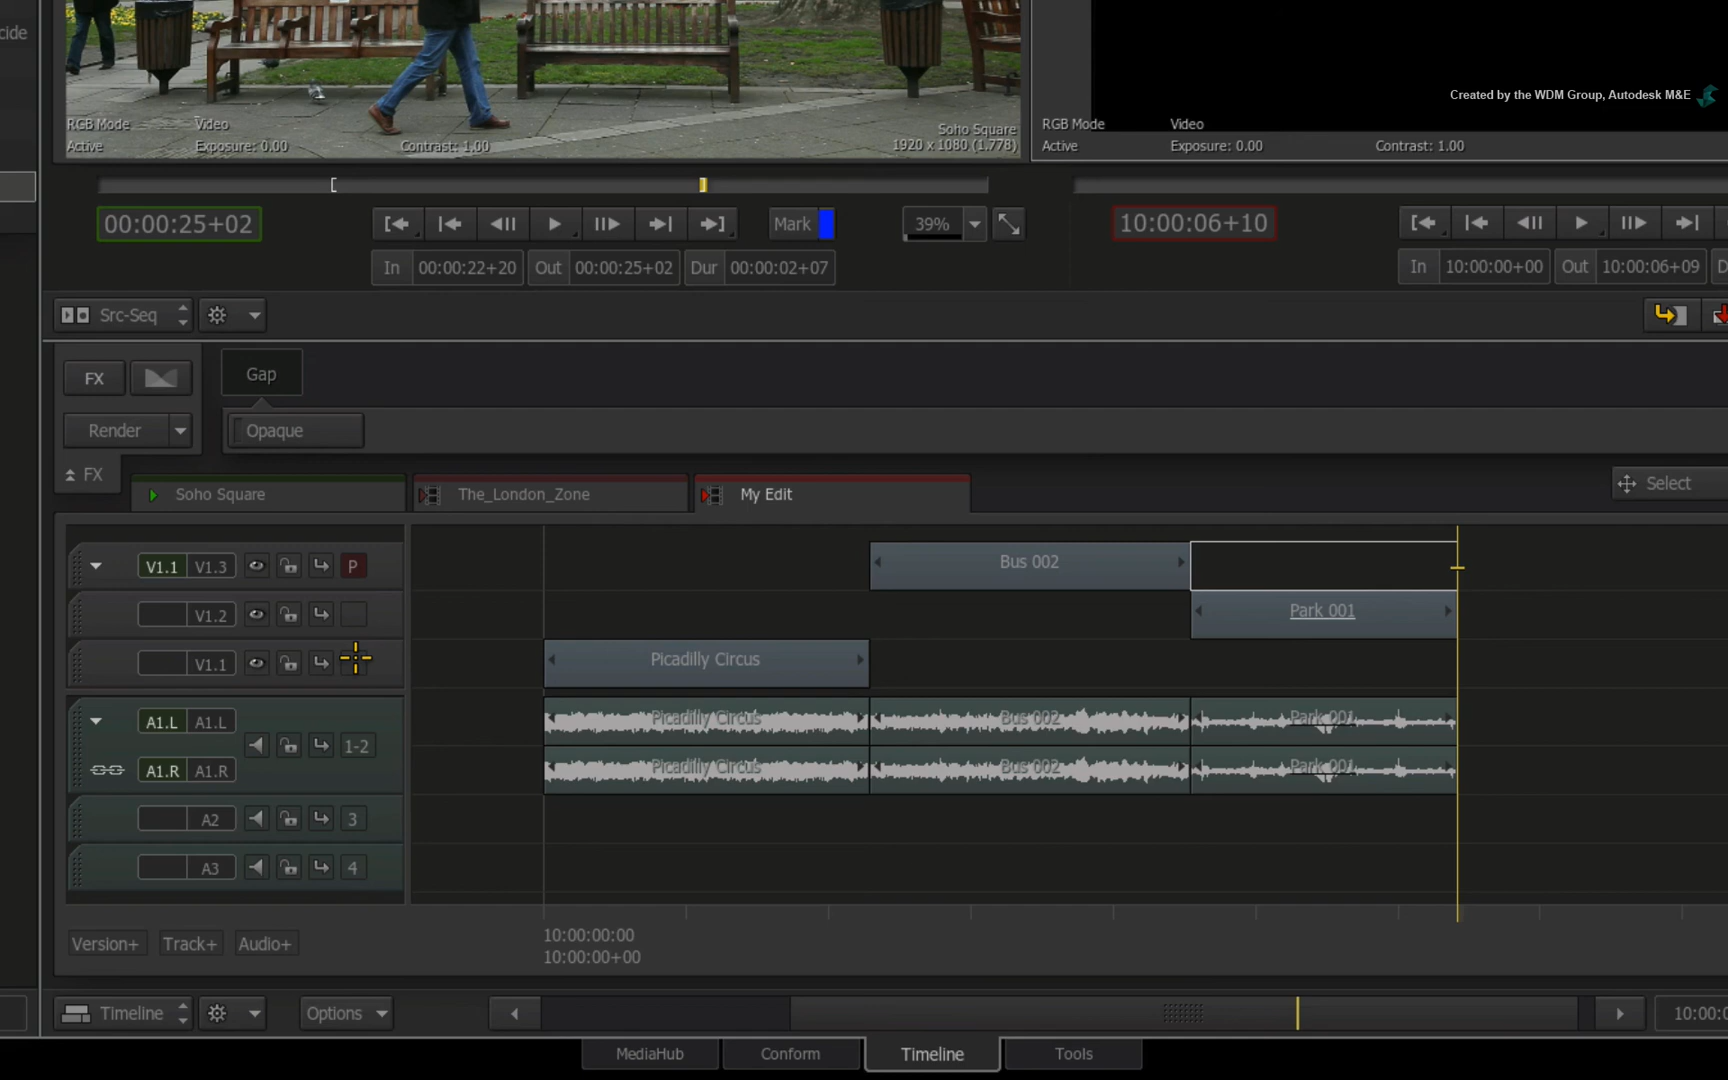 cide
Created by the WDM Group, Autodesk M&E
RGB Mode Video
Active Exposure: 0.00 Contrast: 1.00
Soho Square
1920 x 1080 (1.778)
RGB Mode Video
Active Exposure: 0.00 Contrast: 1.00
00:00:25+02
Mark
39%
10:00:06+10
In 00:00:22+20 Out 00:00:25+02 Dur 00:00:02+07
In 10:00:00+00 Out 10:00:06+09 D
Src-Seq
FX
Gap
Render
Opaque
FX
Soho Square
The_London_Zone
My Edit
Select
V1.1 V1.3 P
Bus 002
V1.2
Park 001
V1.1
Picadilly Circus
A1.L A1.L
Picadilly Circus Bus 002 Park 001
1-2
A1.R A1.R
Picadilly Circus Bus 002 Park 001
A2 3
A3 4
Version+ Track+ Audio+
10:00:00:00
10:00:00+00
Timeline Options
10:00:0
MediaHub Conform Timeline Tools